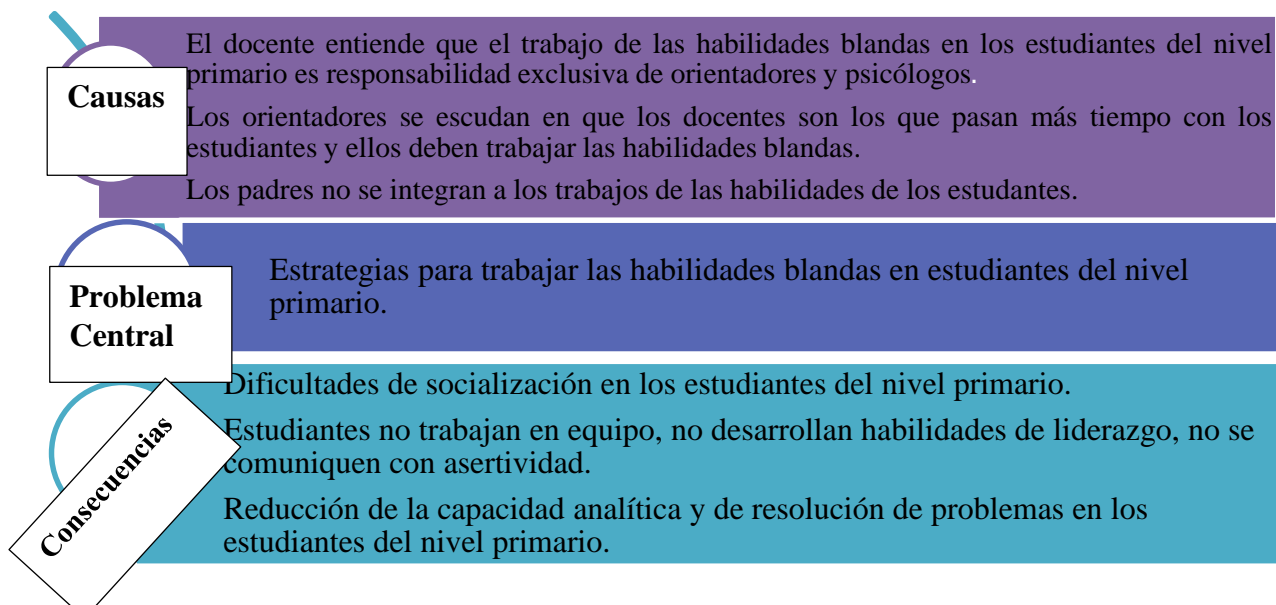 Causas
El docente entiende que el trabajo de las habilidades blandas en los estudiantes del nivel
primario es responsabilidad exclusiva de orientadores y psicólogos.
Los orientadores se escudan en que los docentes son los que pasan más tiempo con los
estudiantes y ellos deben trabajar las habilidades blandas.
Los padres no se integran a los trabajos de las habilidades de los estudantes.
Problema
Central
Estrategias para trabajar las habilidades blandas en estudiantes del nivel
primario.
Consecuencias
Dificultades de socialización en los estudiantes del nivel primario.
Estudiantes no trabajan en equipo, no desarrollan habilidades de liderazgo, no se
comuniquen con asertividad.
Reducción de la capacidad analítica y de resolución de problemas en los
estudiantes del nivel primario.